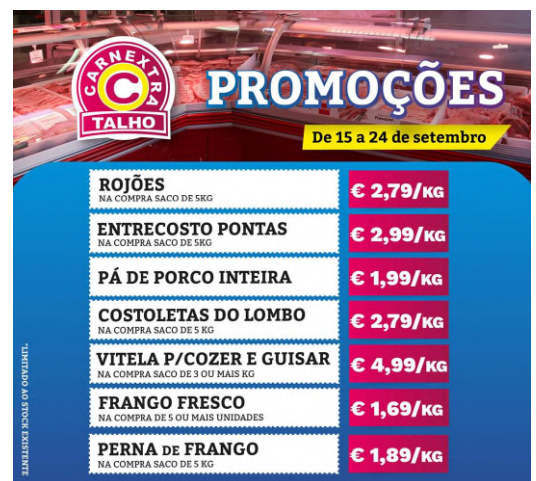 CARNEXTRA
C
TALHO
PROMOÇÕES
De 15 a 24 de setembro
ROJÕES
NA COMPRA SACO DE 5KG
€ 2,79/KG
ENTRECOSTO PONTAS
NA COMPRA SACO DE 5KG
€ 2,99/KG
PÁ DE PORCO INTEIRA
€ 1,99/KG
COSTOLETAS DO LOMBO
NA COMPRA SACO DE 5 KG
€ 2,79/KG
VITELA P/COZER E GUISAR
NA COMPRA SACO DE 3 OU MAIS KG
€ 4,99/KG
FRANGO FRESCO
NA COMPRA DE 5 OU MAIS UNIDADES
€ 1,69/KG
PERNA DE FRANGO
NA COMPRA SACO DE 5 KG
€ 1,89/KG
*LIMITADO AO STOCK EXISTENTE